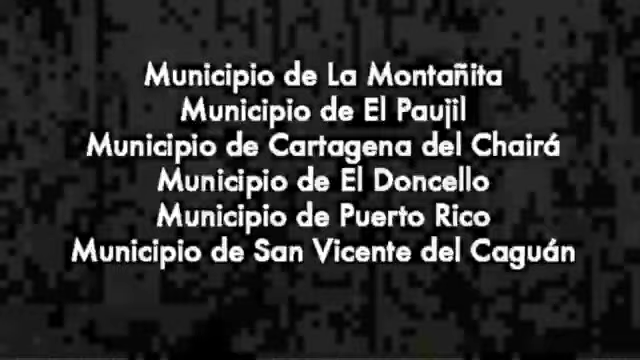 Municipio de La Montañita
Municipio de El Paujil
Municipio de Cartagena del Chairá
Municipio de El Doncello
Municipio de Puerto Rico
Municipio de San Vicente del Caguán